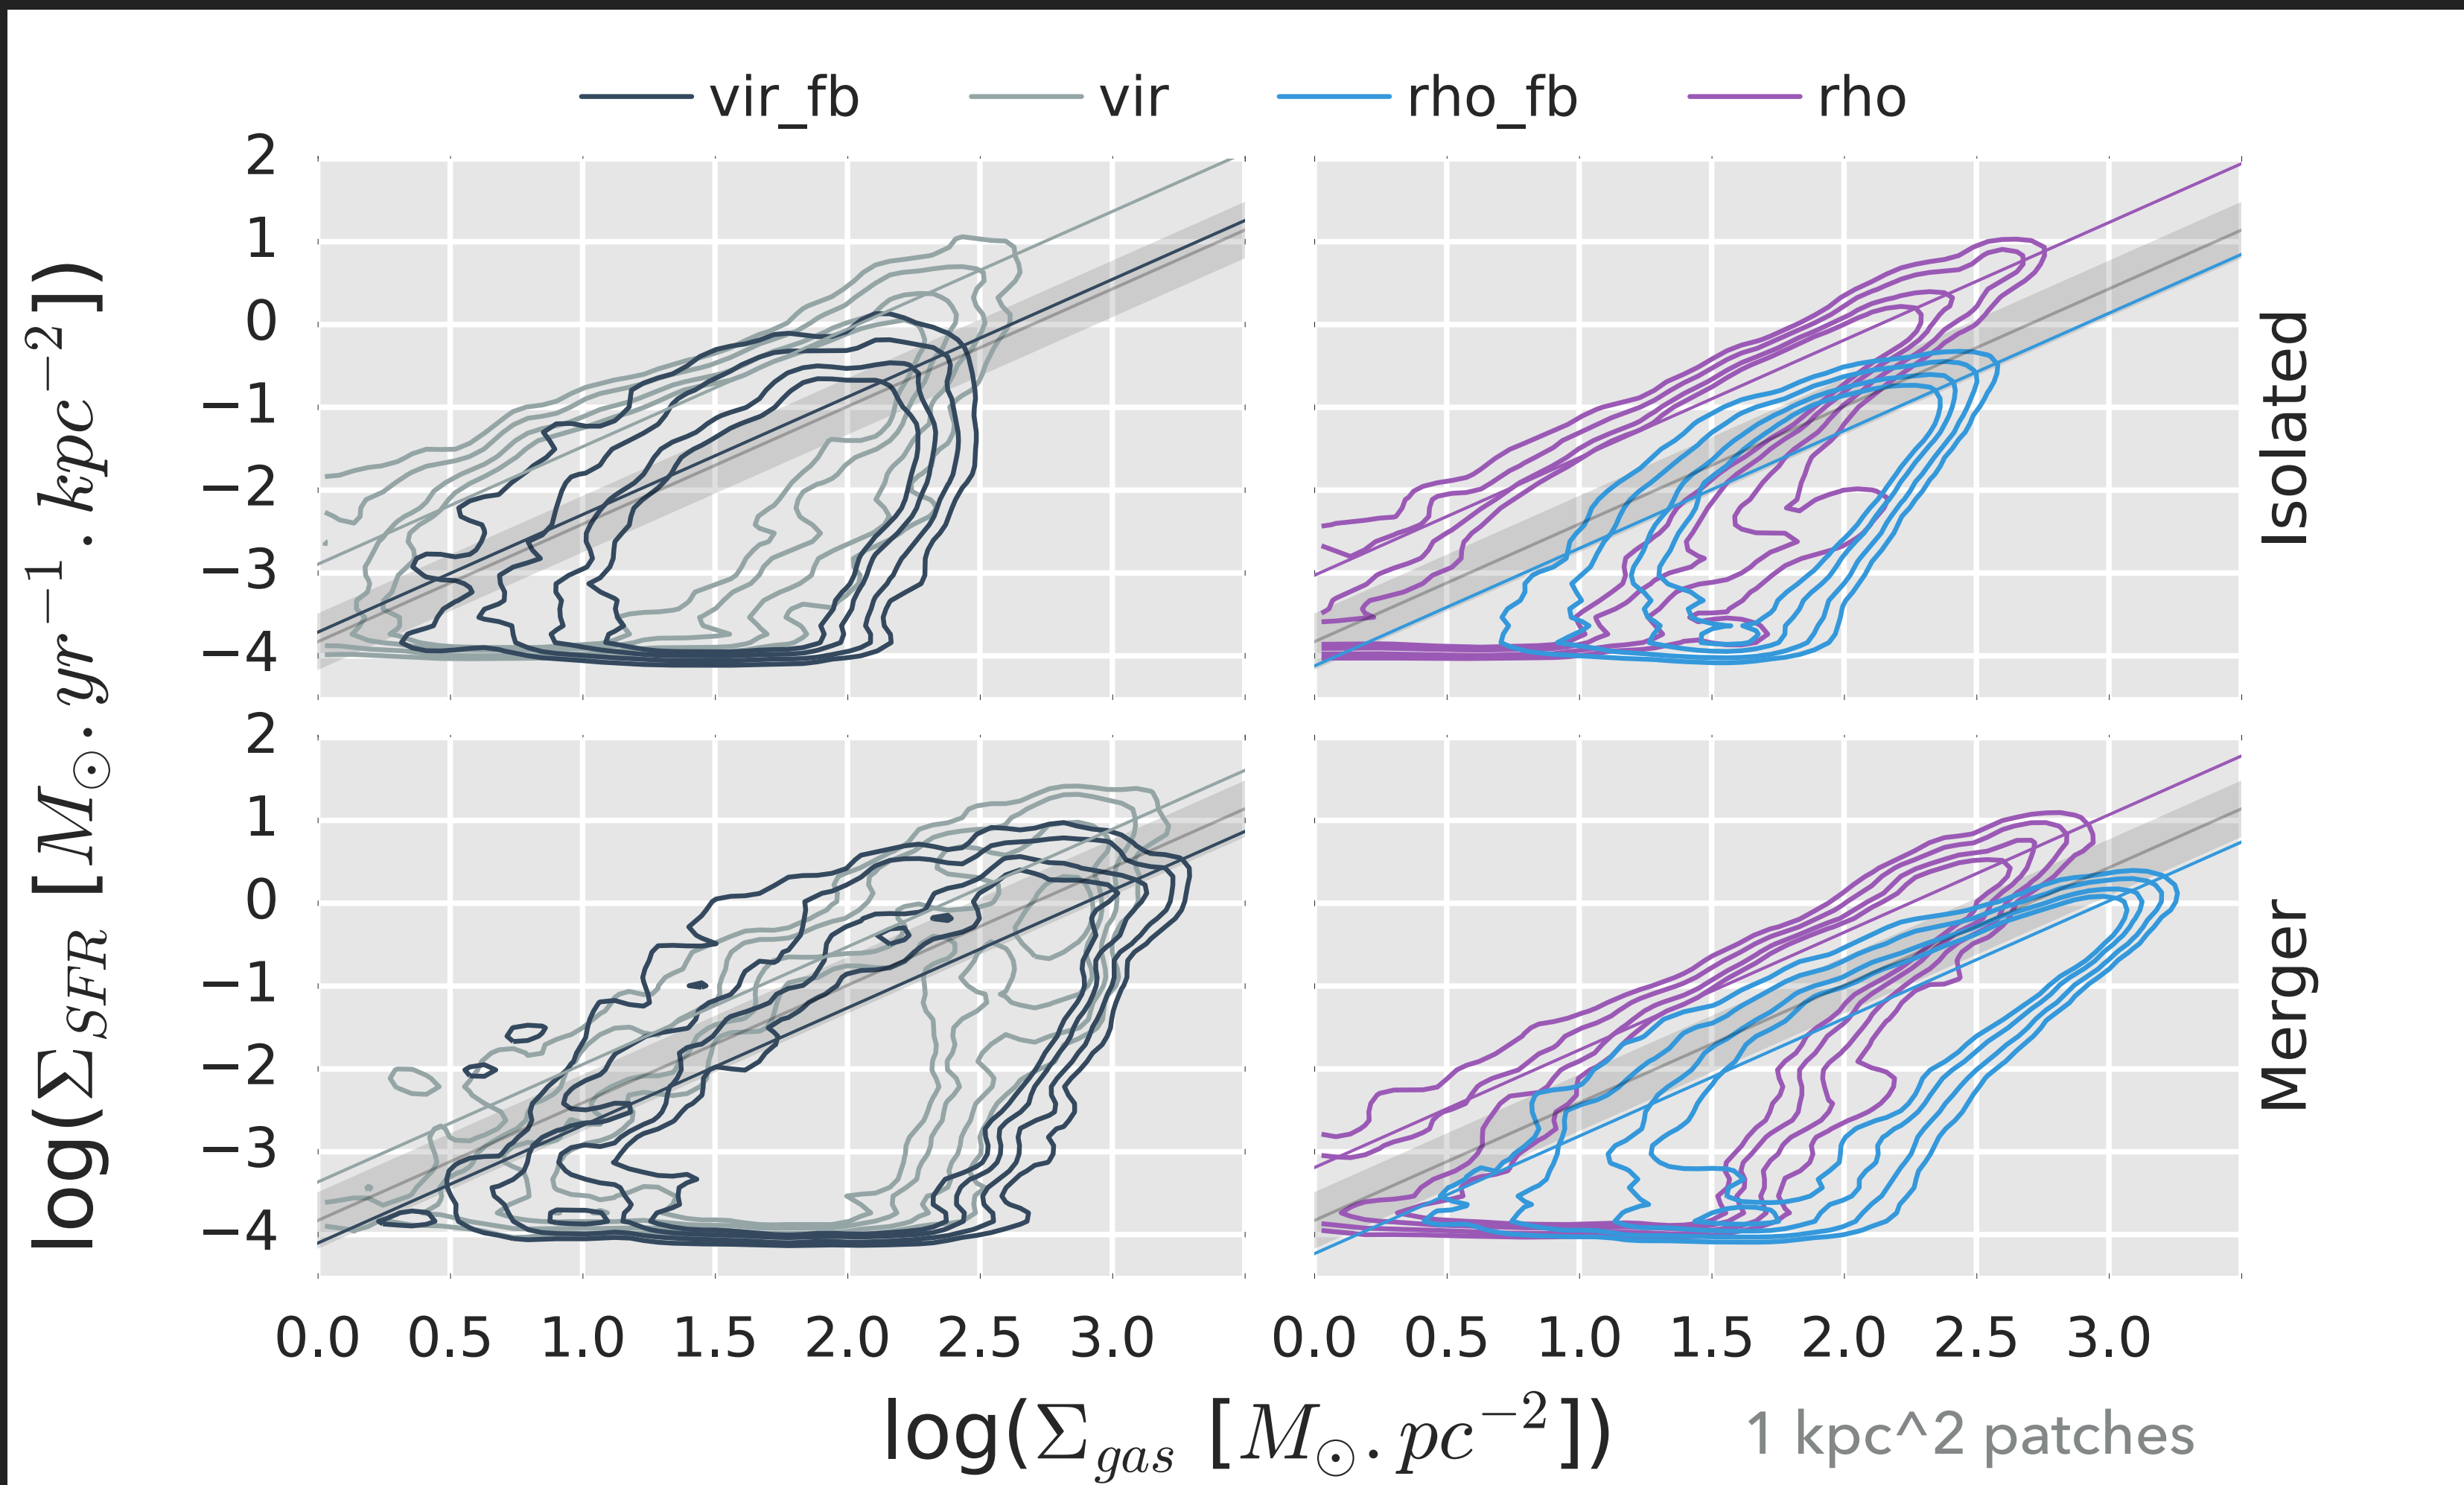 vir_fb vir rho_fb rho
2
1
0
−1
−2
−3
−4
Isolated
2
1
0
−1
−2
−3
−4
Merger
log(Σ_SFR [M⊙.yr^−1.kpc^−2])
0.0 0.5 1.0 1.5 2.0 2.5 3.0 0.0 0.5 1.0 1.5 2.0 2.5 3.0
log(Σ_gas [M⊙.pc^−2])
1 kpc^2 patches